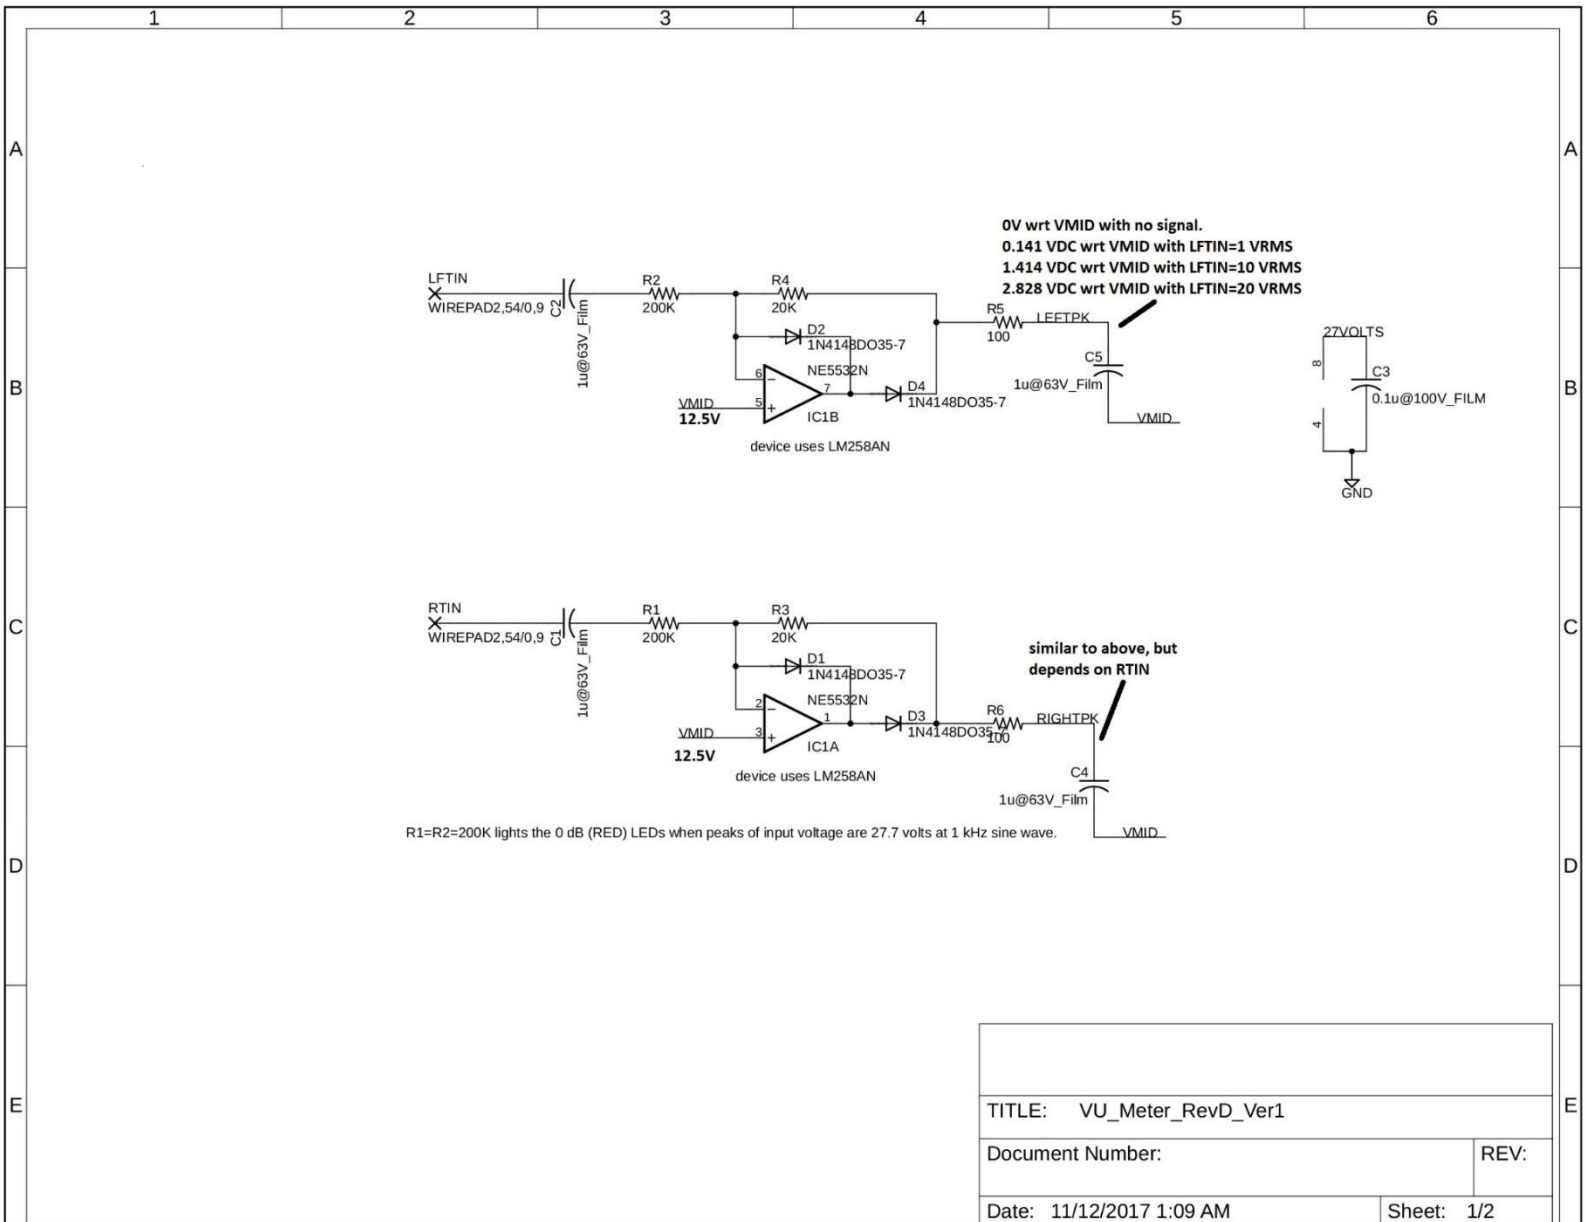 1 2 3 4 5 6
A A
0V wrt VMID with no signal.
0.141 VDC wrt VMID with LFTIN=1 VRMS
1.414 VDC wrt VMID with LFTIN=10 VRMS
2.828 VDC wrt VMID with LFTIN=20 VRMS
LFTIN
WIREPAD2,54/0,9
C2
1u@63V_Film
R2
200K
R4
20K
D2
1N4148DO35-7
NE5532N
6
5
7
VMID
12.5V
IC1B
device uses LM258AN
D4
1N4148DO35-7
R5
100
LEFTPK
C5
1u@63V_Film
VMID
27VOLTS
8
4
C3
0.1u@100V_FILM
GND
B B
RTIN
WIREPAD2,54/0,9
C1
1u@63V_Film
R1
200K
R3
20K
D1
1N4148DO35-7
NE5532N
2
3
1
VMID
12.5V
IC1A
device uses LM258AN
D3
1N4148DO35-7
R6
100
RIGHTPK
similar to above, but
depends on RTIN
C4
1u@63V_Film
VMID
C C
R1=R2=200K lights the 0 dB (RED) LEDs when peaks of input voltage are 27.7 volts at 1 kHz sine wave.
D D
E E
TITLE: VU_Meter_RevD_Ver1
Document Number:
REV:
Date: 11/12/2017 1:09 AM
Sheet: 1/2